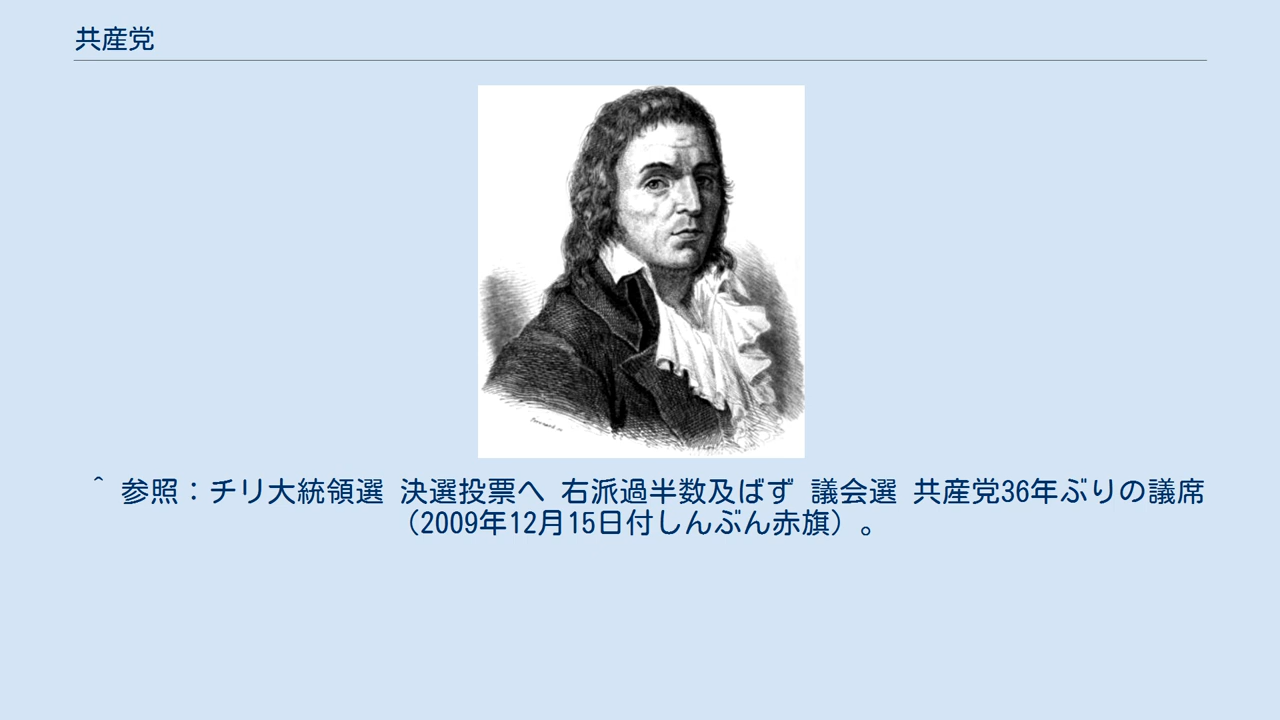 共産党
^ 参照：チリ大統領選 決選投票へ 右派過半数及ばず 議会選 共産党36年ぶりの議席
（2009年12月15日付しんぶん赤旗）。